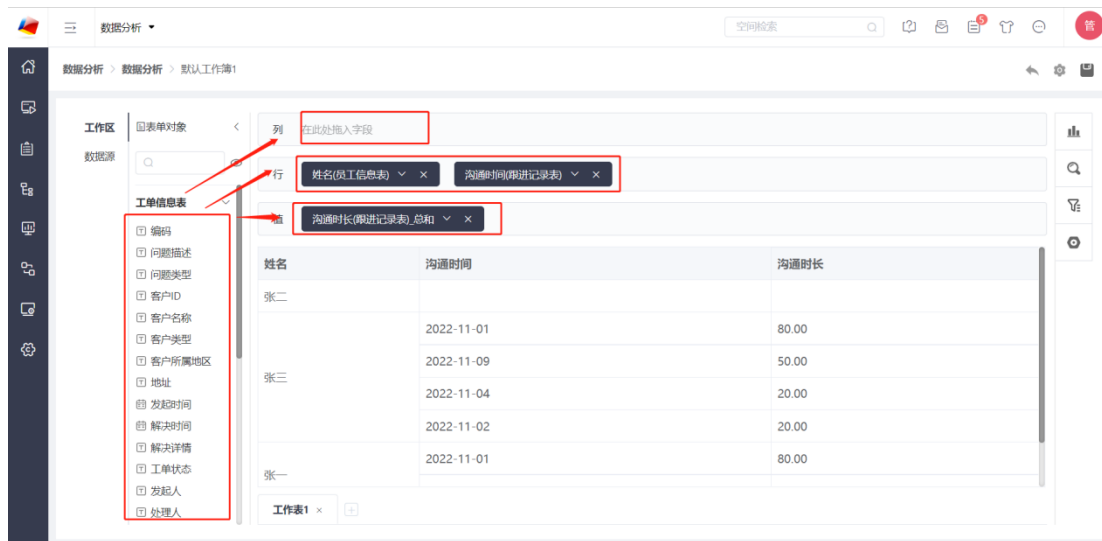 数据分析
空间检索
5
管
数据分析 > 数据分析 > 默认工作簿1
工作区
数据源
表单对象
工单信息表
编码
问题描述
问题类型
客户ID
客户名称
客户类型
客户所属地区
地址
发起时间
解决时间
解决详情
工单状态
发起人
处理人
列 在此处拖入字段
行 姓名(员工信息表) 沟通时间(跟进记录表)
值 沟通时长(跟进记录表)_总和
姓名 沟通时间 沟通时长
张二
张三
2022-11-01 80.00
2022-11-09 50.00
2022-11-04 20.00
2022-11-02 20.00
张一
2022-11-01 80.00
工作表1